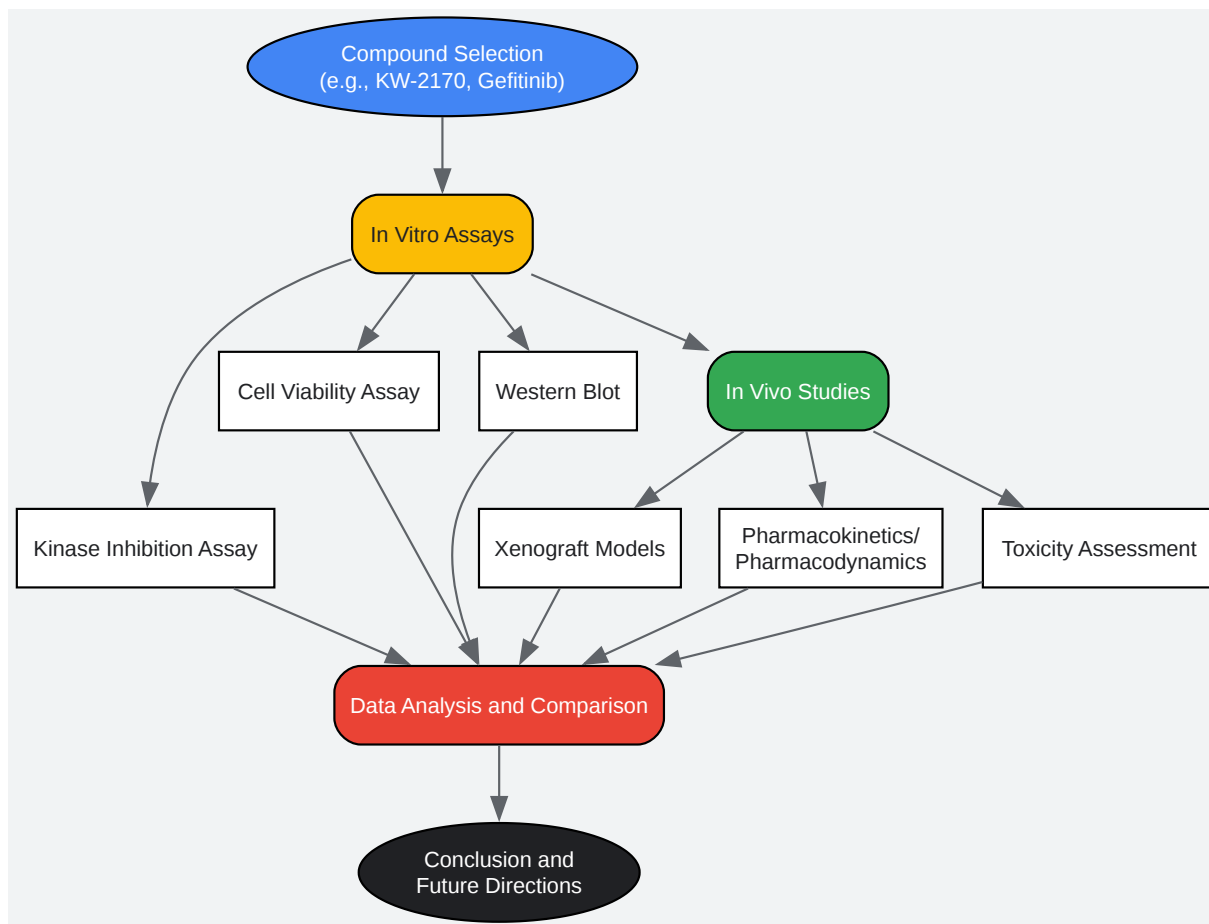 Compound Selection
(e.g., KW-2170, Gefitinib)
In Vitro Assays
Cell Viability Assay
Western Blot
In Vivo Studies
Kinase Inhibition Assay
Xenograft Models
Pharmacokinetics/
Pharmacodynamics
Toxicity Assessment
Data Analysis and Comparison
Conclusion and
Future Directions